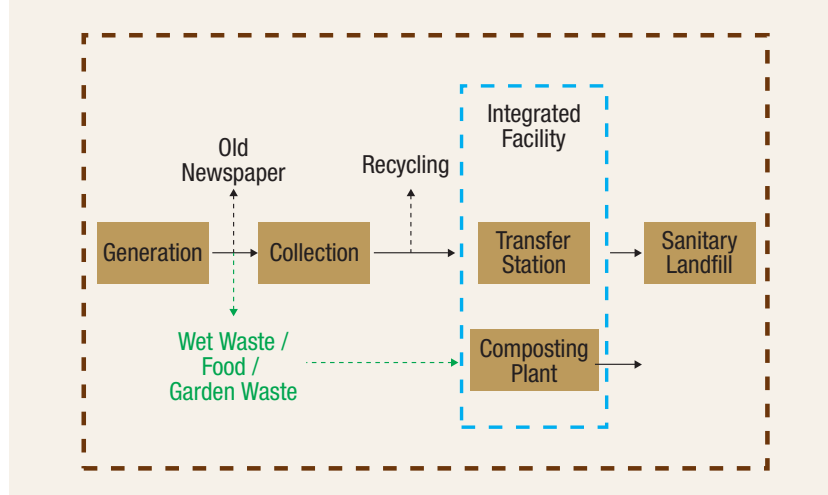 Integrated
Facility
Old
Newspaper
Recycling
Generation
Collection
Transfer
Station
Sanitary
Landfill
Wet Waste /
Food /
Garden Waste
Composting
Plant